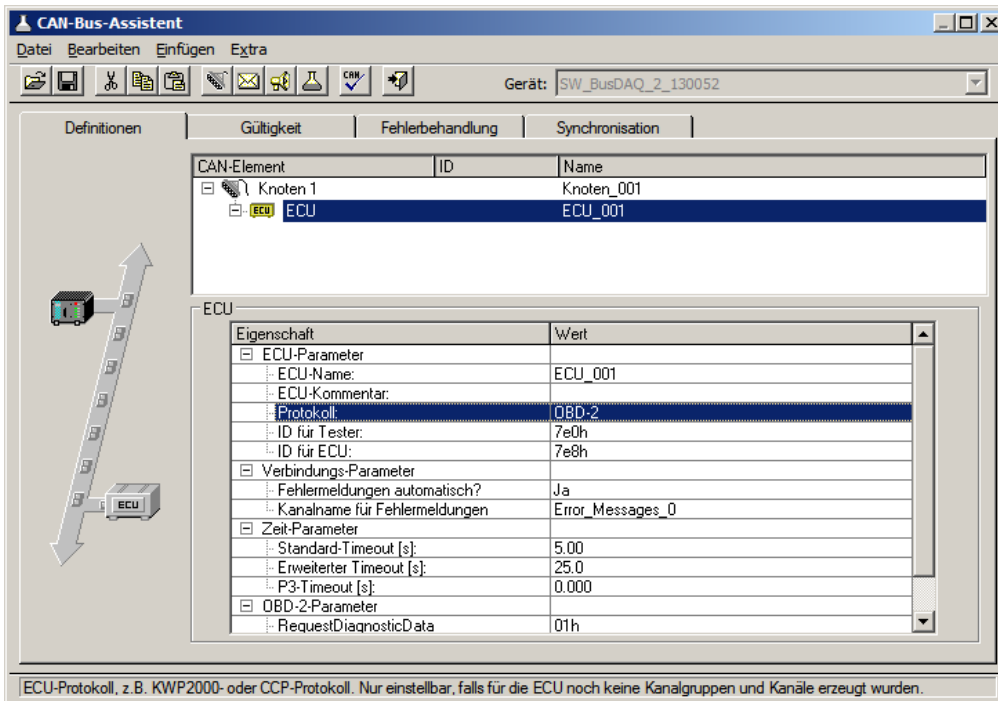 CAN-Bus-Assistent
Datei Bearbeiten Einfügen Extra
CAN Gerät: SW_BusDAQ_2_130052
Definitionen Gültigkeit Fehlerbehandlung Synchronisation
CAN-Element ID Name
Knoten 1 Knoten_001
ECU ECU ECU_001
ECU
Eigenschaft Wert
ECU-Parameter
ECU-Name: ECU_001
ECU-Kommentar:
Protokoll: OBD-2
ID für Tester: 7e0h
ID für ECU: 7e8h
Verbindungs-Parameter
Fehlermeldungen automatisch? Ja
Kanalname für Fehlermeldungen Error_Messages_0
Zeit-Parameter
Standard-Timeout [s]: 5.00
Erweiterter Timeout [s]: 25.0
P3-Timeout [s]: 0.000
OBD-2-Parameter
RequestDiagnosticData 01h
ECU
ECU-Protokoll, z.B. KWP2000- oder CCP-Protokoll. Nur einstellbar, falls für die ECU noch keine Kanalgruppen und Kanäle erzeugt wurden.